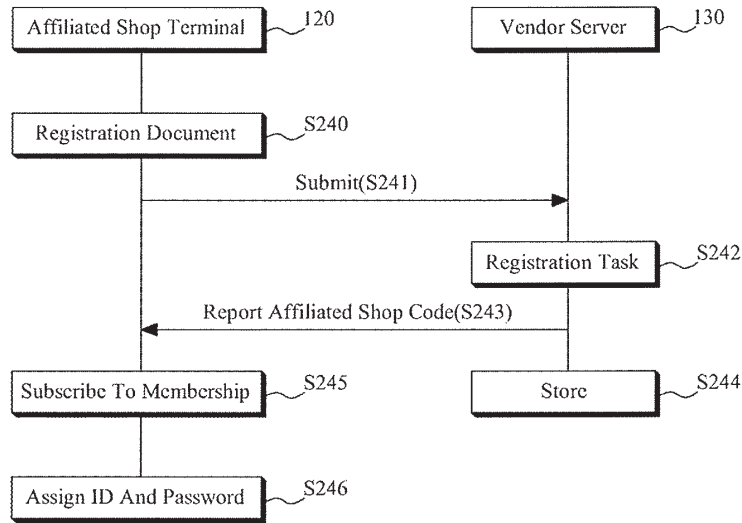 Affiliated Shop Terminal
120
Vendor Server
130
Registration Document
S240
Submit(S241)
Registration Task
S242
Report Affiliated Shop Code(S243)
Subscribe To Membership
S245
Store
S244
Assign ID And Password
S246